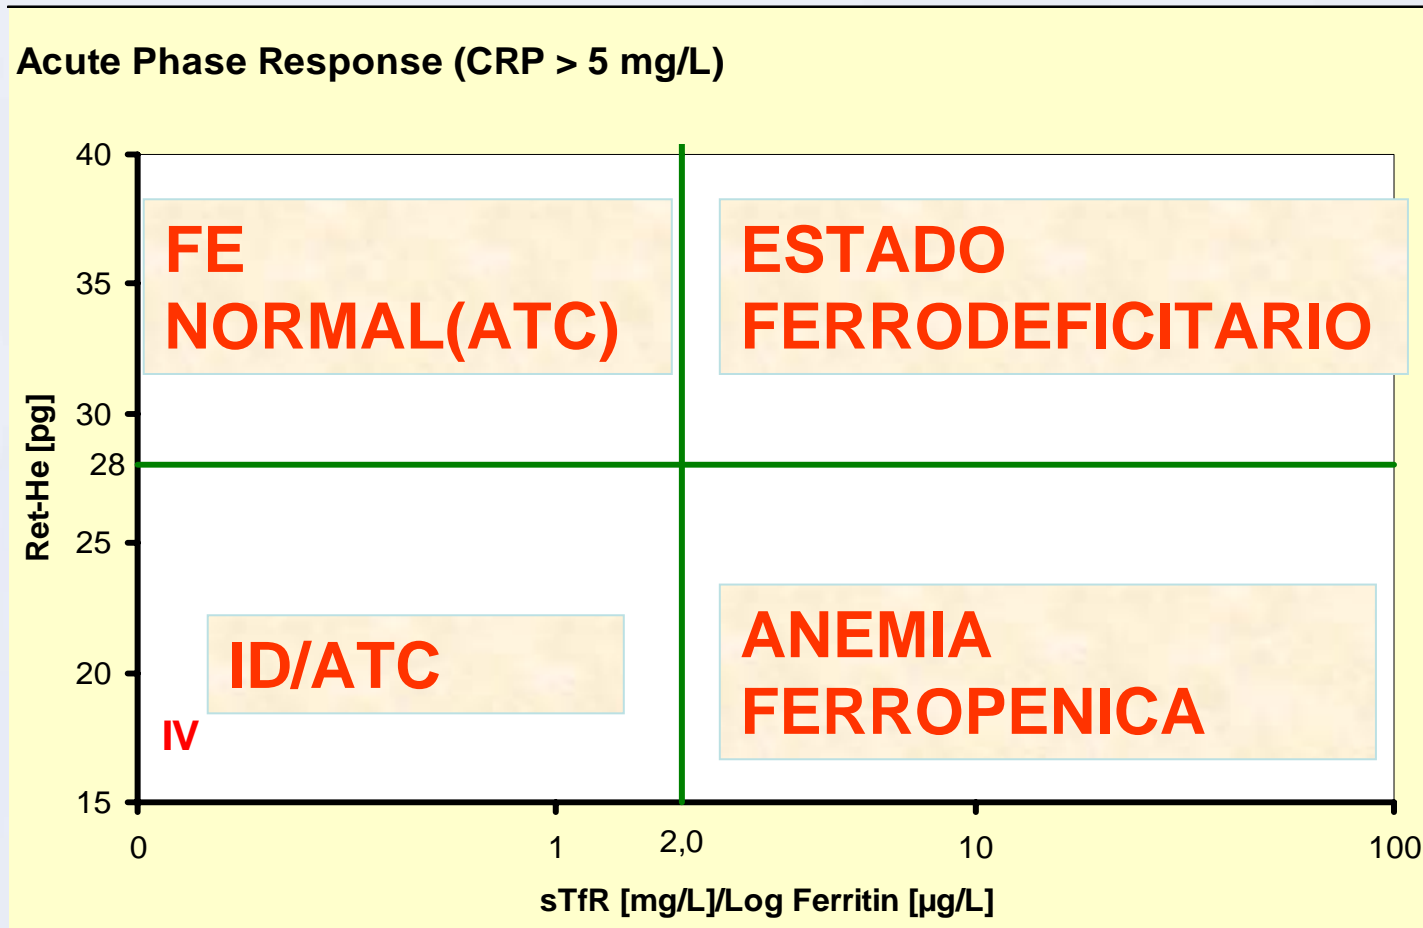 Acute Phase Response (CRP > 5 mg/L)
40
35
30
28
25
20
15
Ret-He [pg]
FE
NORMAL(ATC)
ESTADO
FERRODEFICITARIO
ID/ATC
IV
ANEMIA
FERROPENICA
0
1
2,0
10
100
sTfR [mg/L]/Log Ferritin [µg/L]